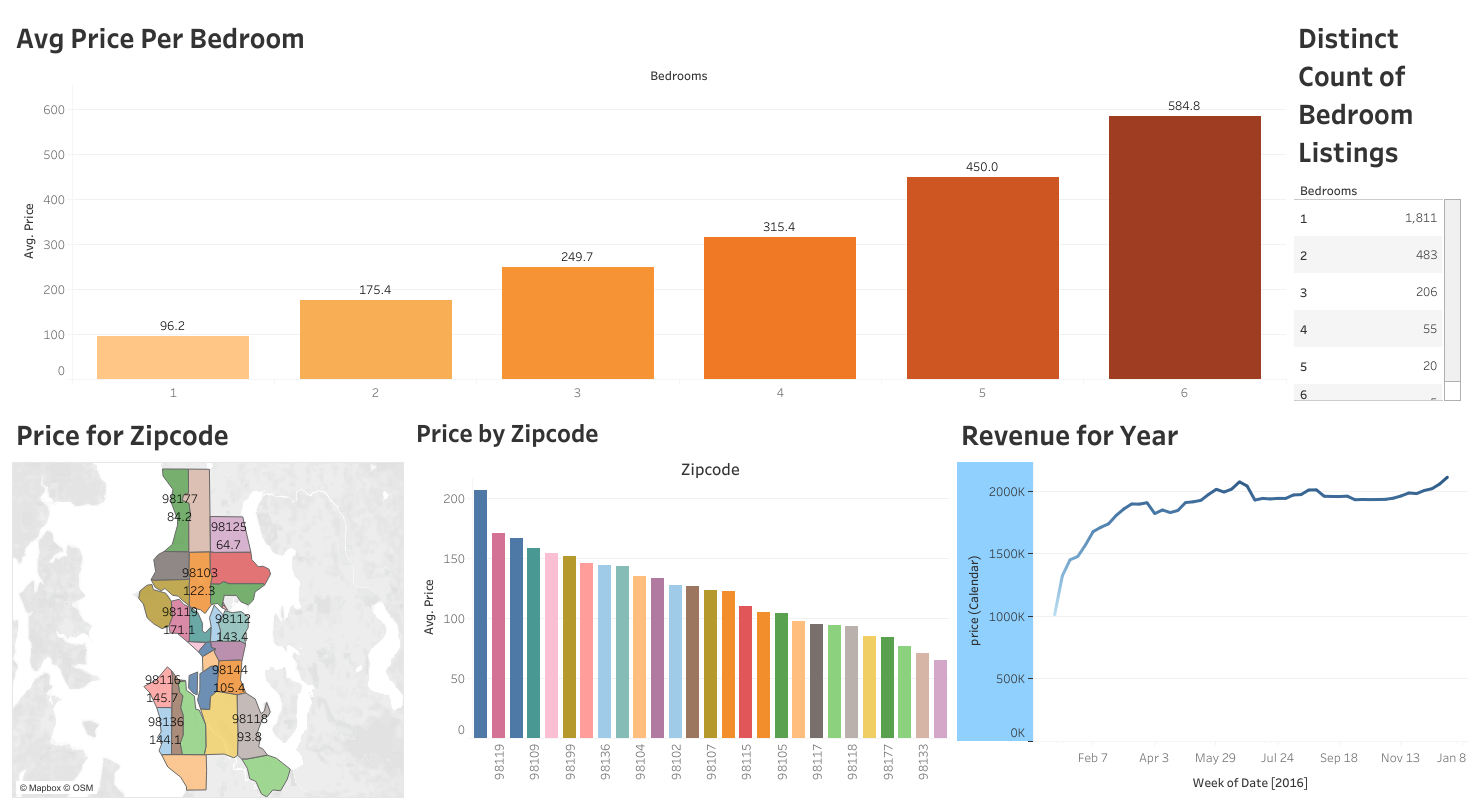 Avg Price Per Bedroom
Bedrooms
Avg. Price
600
500
400
300
200
100
0
96.2
175.4
249.7
315.4
450.0
584.8
1
2
3
4
5
6
Distinct
Count of
Bedroom
Listings
Bedrooms
1 1,811
2 483
3 206
4 55
5 20
6
Price for Zipcode
98177
84.2
98125
64.7
98103
122.3
98119
171.1
98112
143.4
98144
105.4
98116
145.7
98136
144.1
98118
93.8
© Mapbox © OSM
Price by Zipcode
Zipcode
Avg. Price
200
150
100
50
0
98119
98109
98199
98136
98104
98102
98107
98115
98105
98117
98118
98177
98133
Revenue for Year
price (Calendar)
2000K
1500K
1000K
500K
0K
Feb 7
Apr 3
May 29
Jul 24
Sep 18
Nov 13
Jan 8
Week of Date [2016]